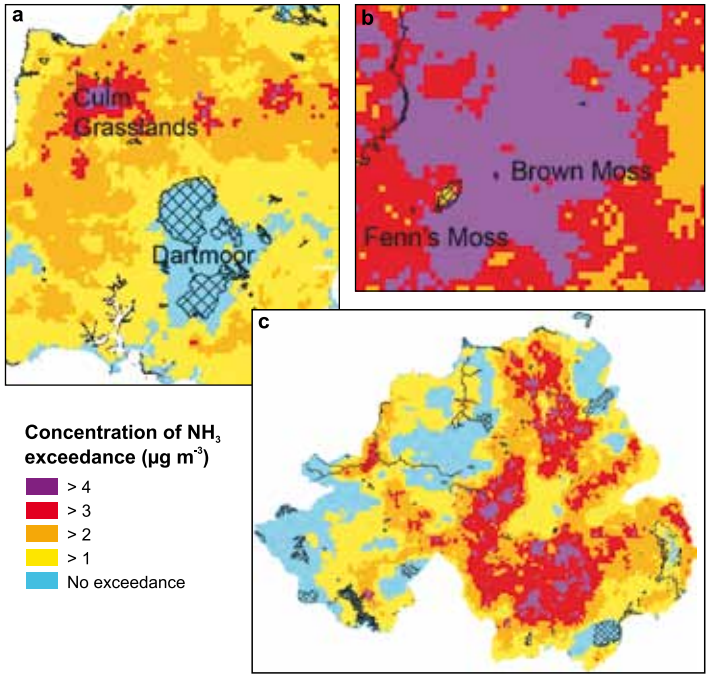 a
Culm
Grasslands
Dartmoor
b
Brown Moss
Fenn's Moss
c
Concentration of NH₃
exceedance (µg m⁻³)
> 4
> 3
> 2
> 1
No exceedance